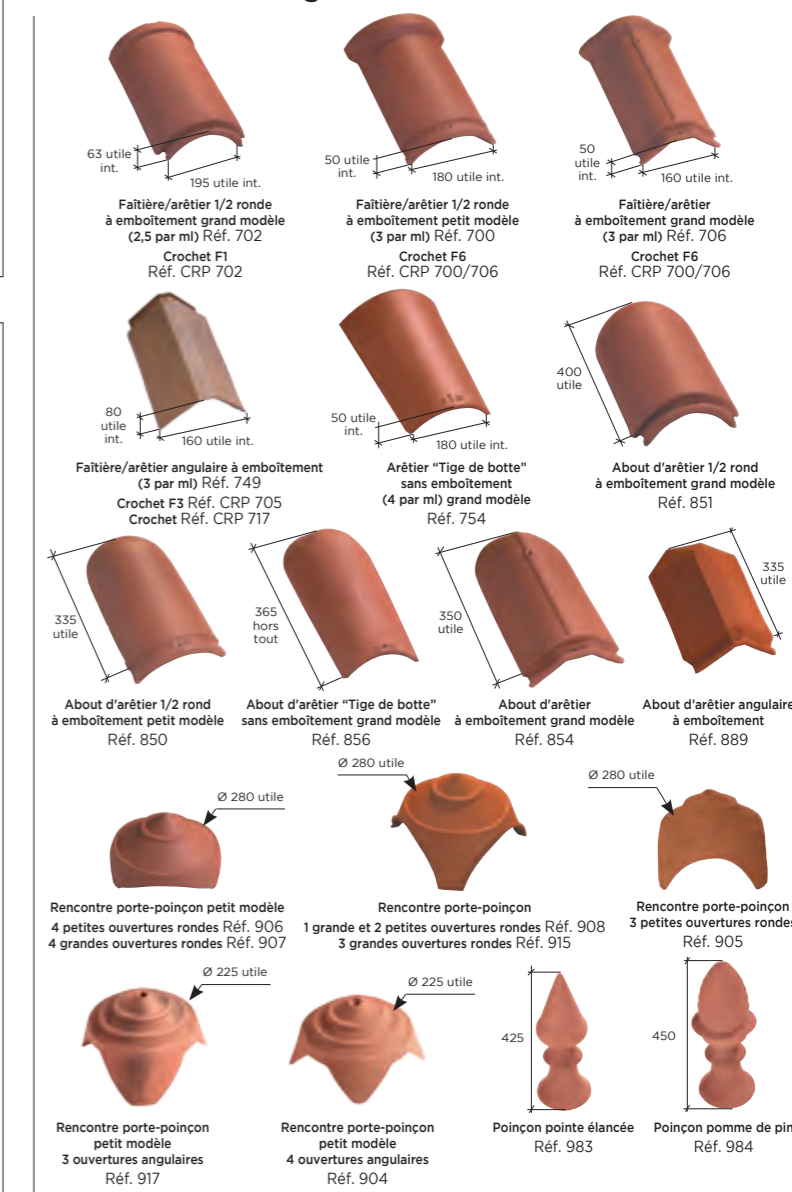 63 utile
int.
195 utile int.
Faîtière/arêtier 1/2 ronde
à emboîtement grand modèle
(2,5 par ml) Réf. 702
Crochet F1
Réf. CRP 702
50 utile
int.
180 utile int.
Faîtière/arêtier 1/2 ronde
à emboîtement petit modèle
(3 par ml) Réf. 700
Crochet F6
Réf. CRP 700/706
50
utile
int.
160 utile int.
Faîtière/arêtier
à emboîtement grand modèle
(3 par ml) Réf. 706
Crochet F6
Réf. CRP 700/706
80
utile
int.
160 utile int.
Faîtière/arêtier angulaire à emboîtement
(3 par ml) Réf. 749
Crochet F3 Réf. CRP 705
Crochet Réf. CRP 717
50 utile
int.
180 utile int.
Arêtier “Tige de botte”
sans emboîtement
(4 par ml) grand modèle
Réf. 754
400
utile
About d'arêtier 1/2 rond
à emboîtement grand modèle
Réf. 851
335
utile
About d'arêtier 1/2 rond
à emboîtement petit modèle
Réf. 850
365
hors
tout
About d'arêtier “Tige de botte”
sans emboîtement grand modèle
Réf. 856
350
utile
About d'arêtier
à emboîtement grand modèle
Réf. 854
335
utile
About d'arêtier angulaire
à emboîtement
Réf. 889
Ø 280 utile
Rencontre porte-poinçon petit modèle
4 petites ouvertures rondes Réf. 906
4 grandes ouvertures rondes Réf. 907
Ø 280 utile
Rencontre porte-poinçon
1 grande et 2 petites ouvertures rondes Réf. 908
3 grandes ouvertures rondes Réf. 915
Ø 280 utile
Rencontre porte-poinçon
3 petites ouvertures rondes
Réf. 905
Ø 225 utile
Rencontre porte-poinçon
petit modèle
3 ouvertures angulaires
Réf. 917
Ø 225 utile
Rencontre porte-poinçon
petit modèle
4 ouvertures angulaires
Réf. 904
425
Poinçon pointe élancée
Réf. 983
450
Poinçon pomme de pin
Réf. 984